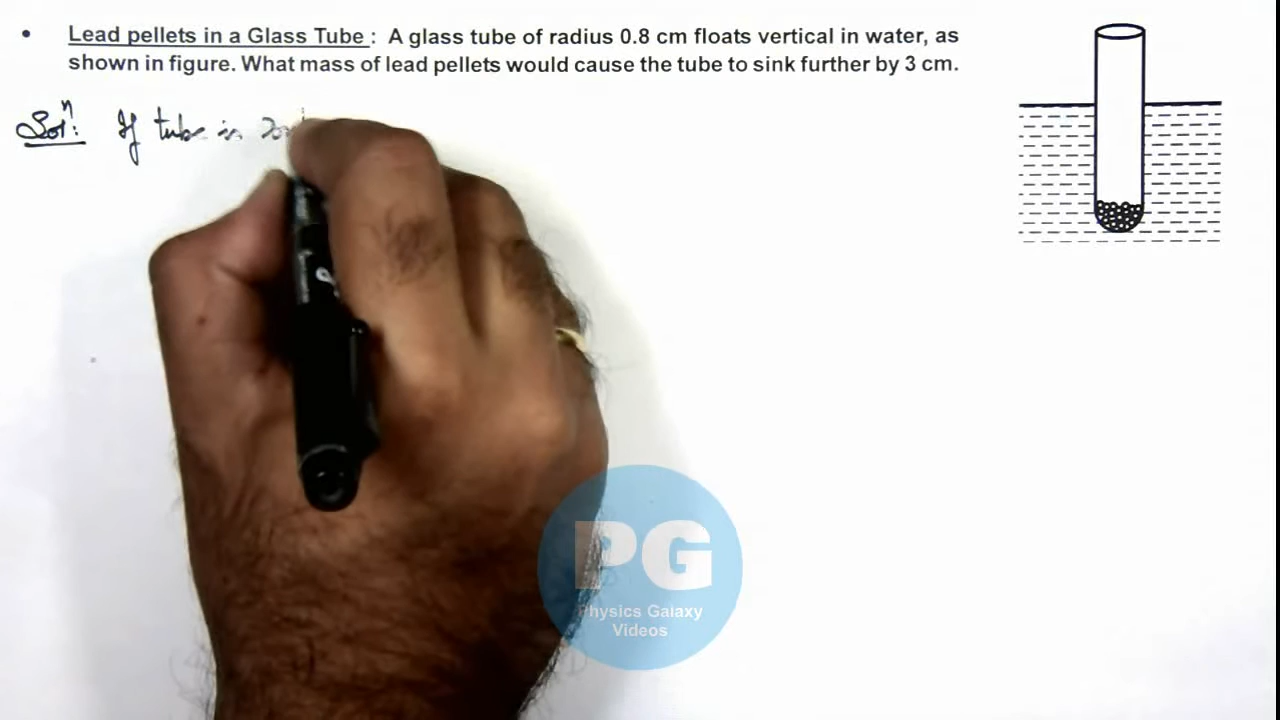 • Lead pellets in a Glass Tube : A glass tube of radius 0.8 cm floats vertical in water, as
shown in figure. What mass of lead pellets would cause the tube to sink further by 3 cm.
Solⁿ: If tube is
PG
Physics Galaxy
Videos